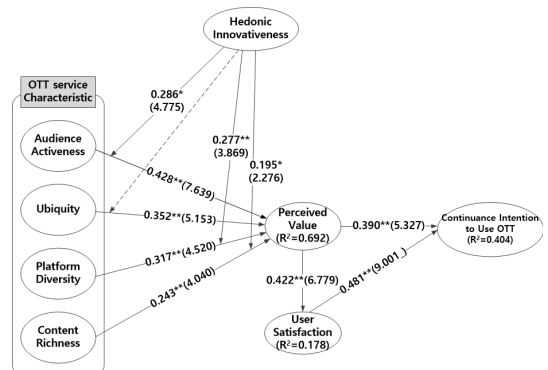 Hedonic
Innovativeness
OTT service
Characteristic
0.286*
(4.775)
0.277**
(3.869)
0.195*
(2.276)
Audience
Activeness
0.428**(7.639)
Ubiquity
0.352**(5.153)
Perceived
Value
(R²=0.692)
0.390**(5.327)
Continuance Intention
to Use OTT
(R²=0.404)
Platform
Diversity
0.317**(4.520)
0.422**(6.779)
0.481**(9.001_)
Content
Richness
0.243**(4.040)
User
Satisfaction
(R²=0.178)